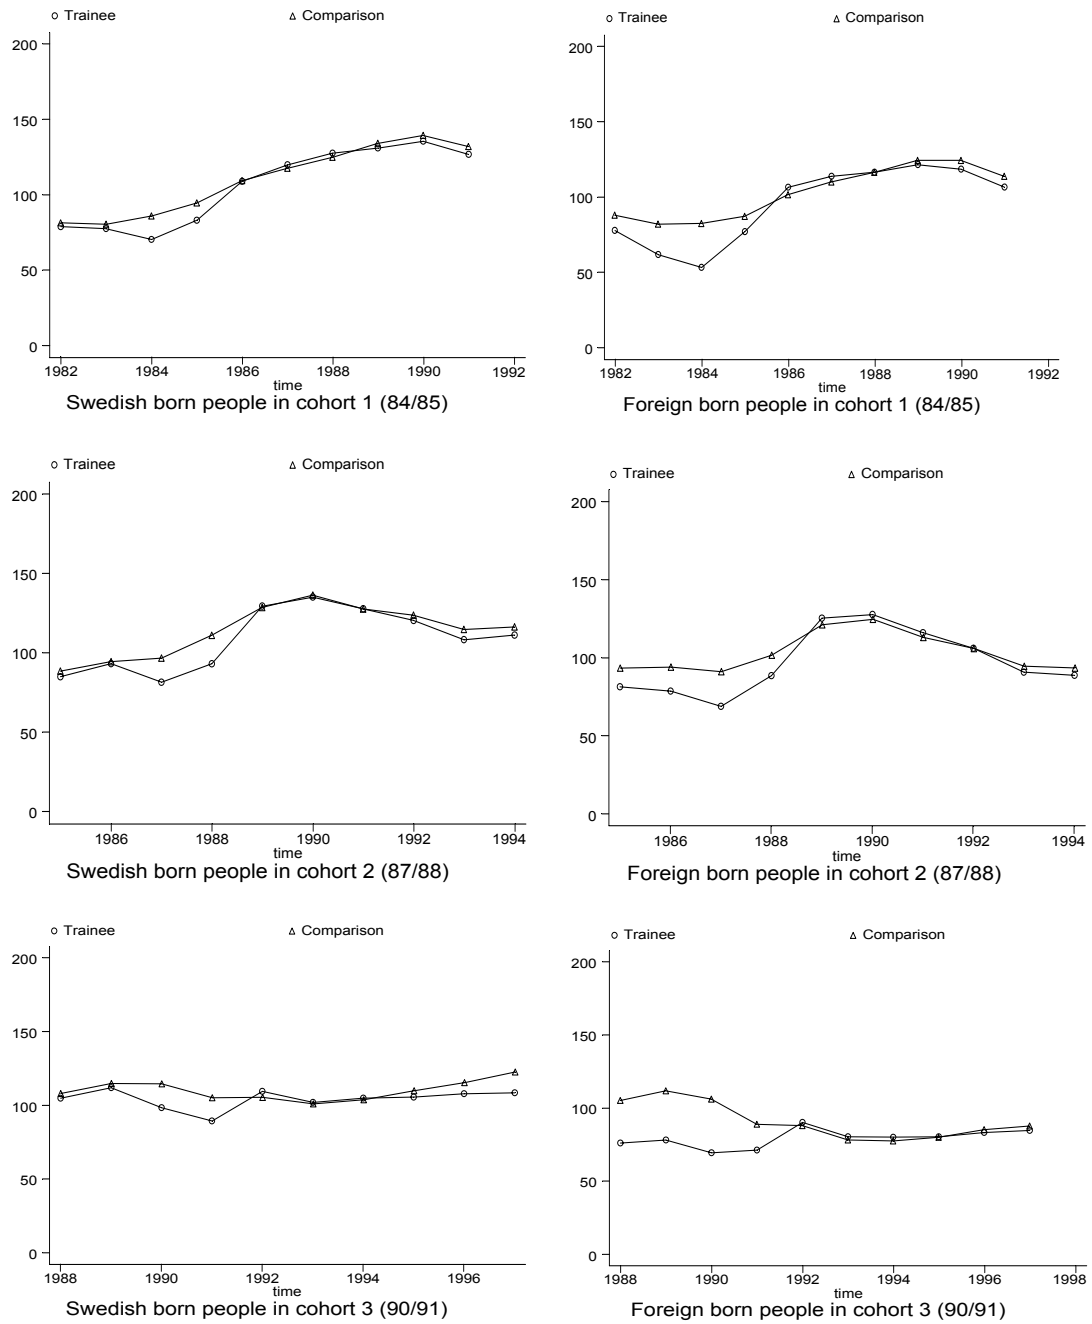 ○ Trainee △ Comparison
200
150
100
50
0
1982 1984 1986 1988 1990 1992
time
Swedish born people in cohort 1 (84/85)
○ Trainee △ Comparison
200
150
100
50
0
1982 1984 1986 1988 1990 1992
time
Foreign born people in cohort 1 (84/85)
○ Trainee △ Comparison
200
150
100
50
0
1986 1988 1990 1992 1994
time
Swedish born people in cohort 2 (87/88)
○ Trainee △ Comparison
200
150
100
50
0
1986 1988 1990 1992 1994
time
Foreign born people in cohort 2 (87/88)
○ Trainee △ Comparison
200
150
100
50
0
1988 1990 1992 1994 1996
time
Swedish born people in cohort 3 (90/91)
○ Trainee △ Comparison
200
150
100
50
0
1988 1990 1992 1994 1996 1998
time
Foreign born people in cohort 3 (90/91)